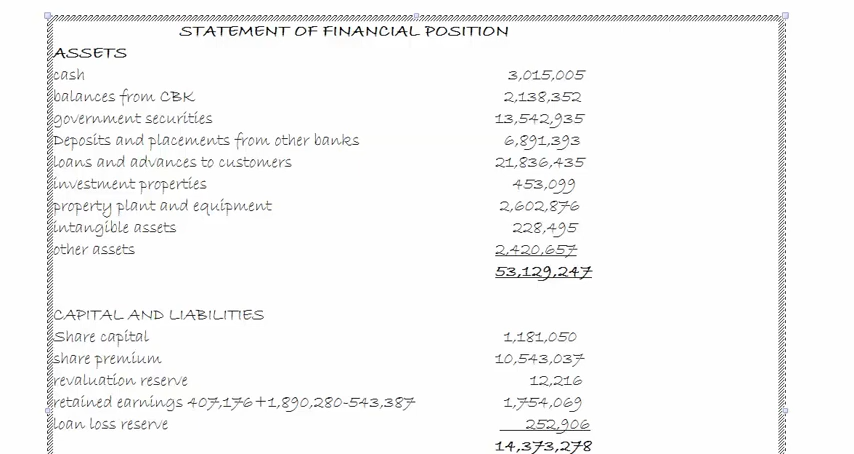 STATEMENT OF FINANCIAL POSITION
ASSETS
cash 3,015,005
balances from CBK 2,138,352
government securities 13,542,935
Deposits and placements from other banks 6,891,393
loans and advances to customers 21,836,435
investment properties 453,099
property plant and equipment 2,602,876
intangible assets 228,495
other assets 2,420,657
53,129,247
CAPITAL AND LIABILITIES
Share capital 1,181,050
share premium 10,543,037
revaluation reserve 12,216
retained earnings 407,176+1,890,280-543,387 1,754,069
loan loss reserve 252,906
14,373,278